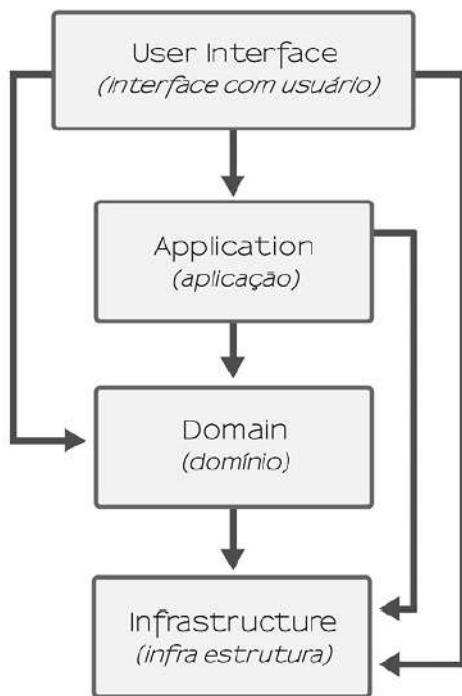 User Interface
(Interface com usuário)
Application
(aplicação)
Domain
(domínio)
Infrastructure
(infra estrutura)